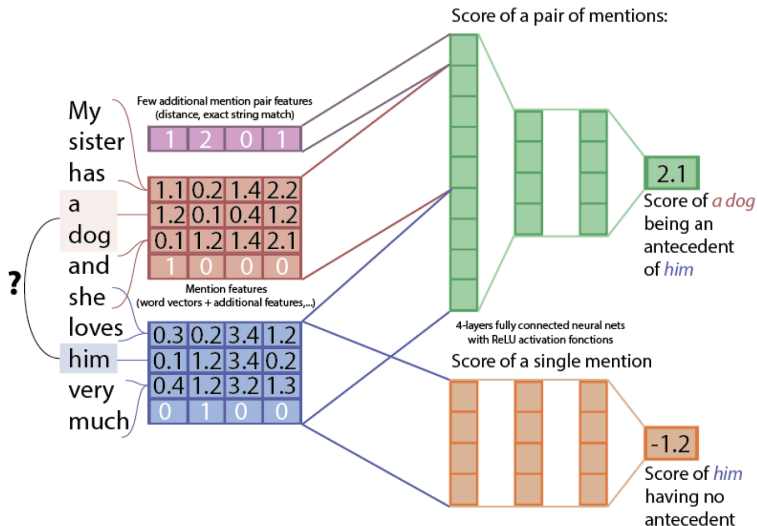 Score of a pair of mentions:
Few additional mention pair features
(distance, exact string match)
1 2 0 1
My
sister
has
a
dog
and
she
loves
him
very
much
?
1.1 0.2 1.4 2.2
1.2 0.1 0.4 1.2
0.1 1.2 1.4 2.1
1 0 0 0
Mention features
(word vectors + additional features,...)
0.3 0.2 3.4 1.2
0.1 1.2 3.4 0.2
0.4 1.2 3.2 1.3
0 1 0 0
2.1
Score of a dog
being an
antecedent
of him
4-layers fully connected neural nets
with ReLU activation fonctions
Score of a single mention
-1.2
Score of him
having no
antecedent